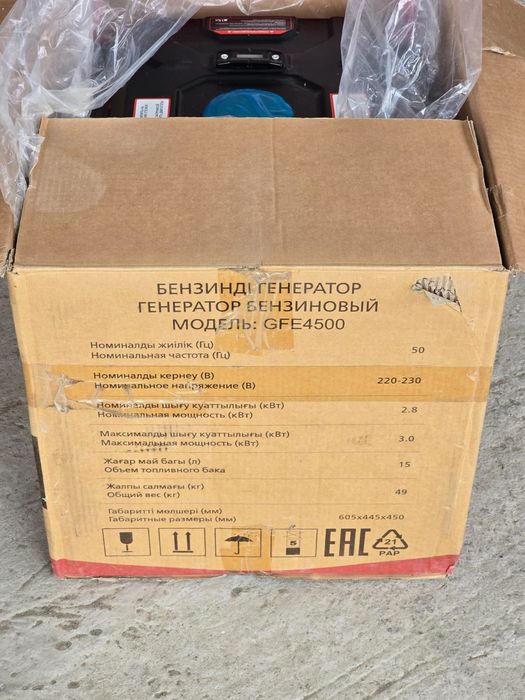 БЕНЗИНДІ ГЕНЕРАТОР
ГЕНЕРАТОР БЕНЗИНОВЫЙ
МОДЕЛЬ: GFE4500
Номиналды жиілік (Гц)
Номинальная частота (Гц)
50
Номиналды кернеу (В)
Номинальное напряжение (В)
220-230
Номиналды шығу қуаттылығы (кВт)
Номинальная мощность (кВт)
2.8
Максималды шығу қуаттылығы (кВт)
Максимальная мощность (кВт)
3.0
Жағар май бағы (л)
Объем топливного бака
15
Жалпы салмағы (кг)
Общий вес (кг)
49
Габаритті мөлшері (мм)
Габаритные размеры (мм)
605x445x450
5
EAC
21
PAP